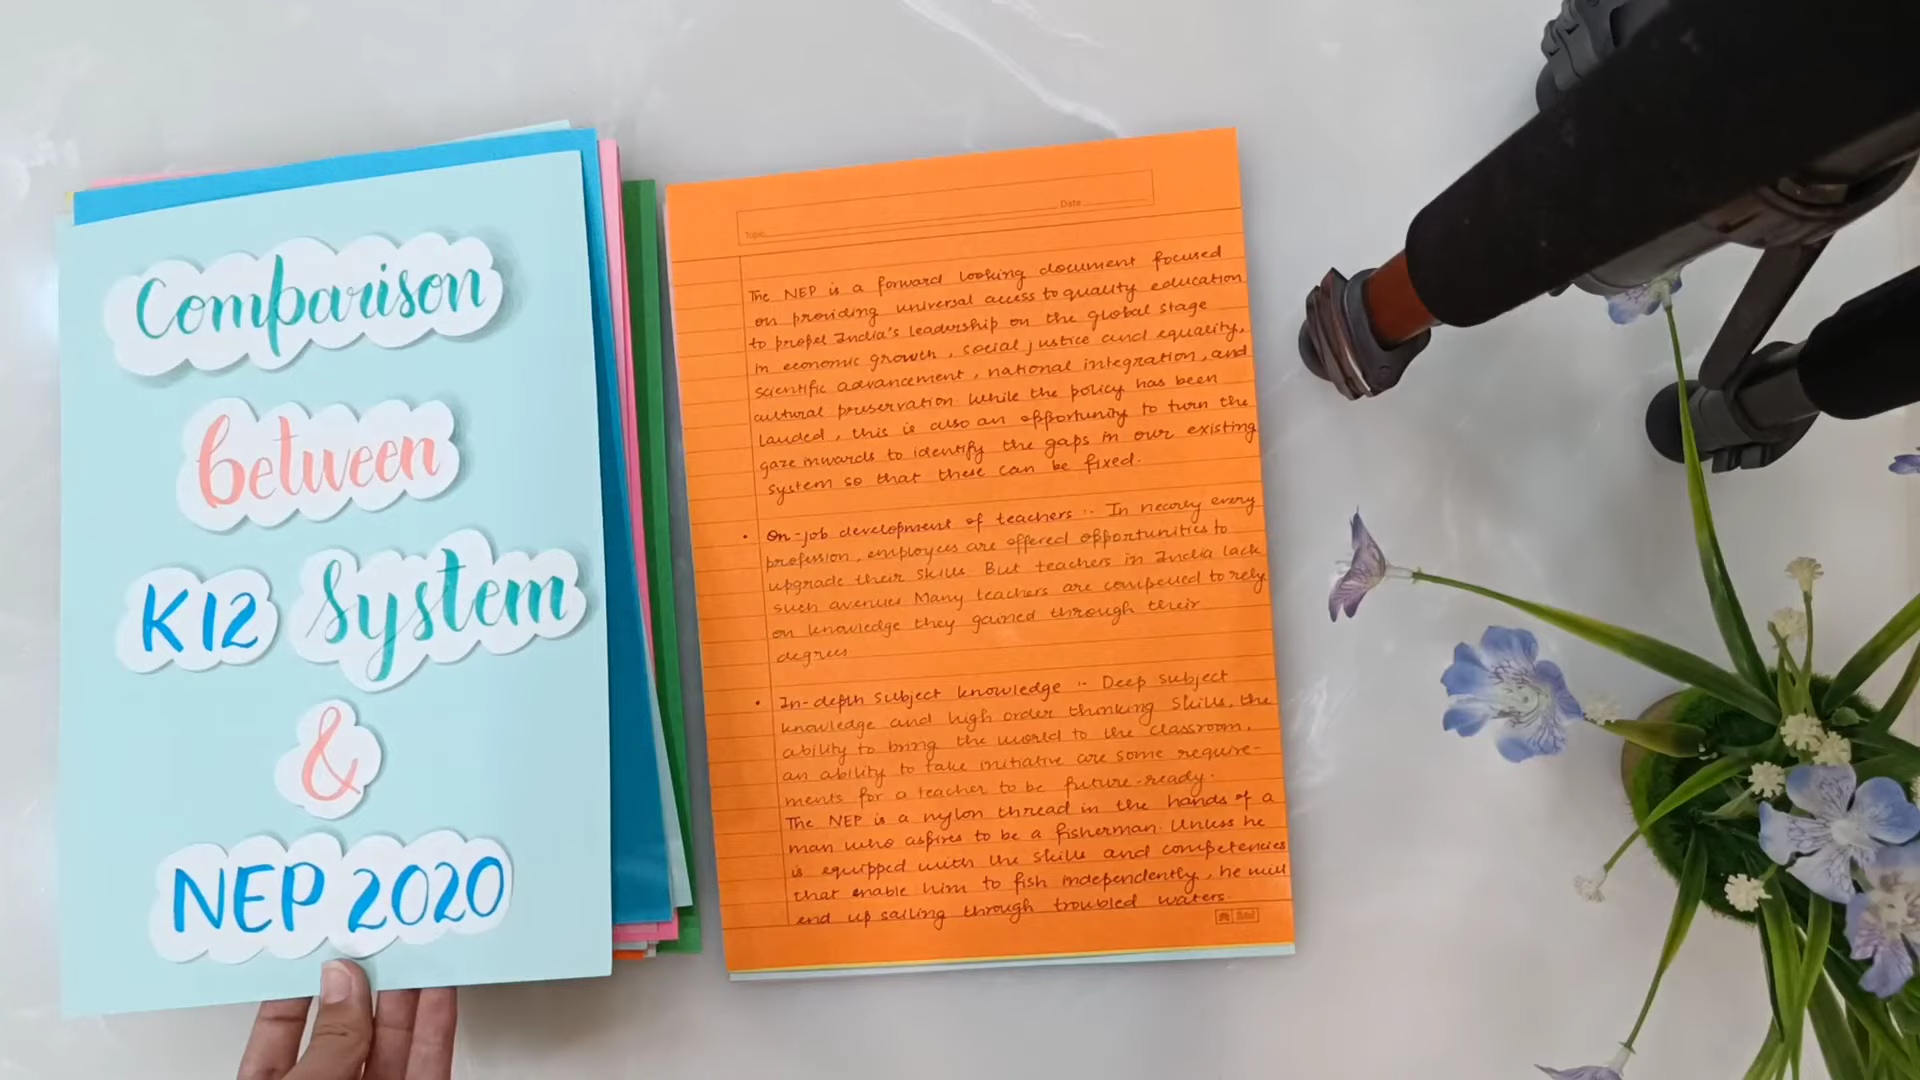 Comparison
between
K12 System
&
NEP 2020
Topic
Date
The NEP is a forward looking document focused
on providing universal access to quality education
to propel India's leadership on the global stage
in economic growth, social justice and equality,
scientific advancement, national integration, and
cultural preservation. While the policy has been
lauded, this is also an opportunity to turn the
gaze inwards to identify the gaps in our existing
system so that these can be fixed.
• On-job development of teachers :- In nearly every
profession, employees are offered opportunities to
upgrade their skills. But teachers in India lack
such avenues Many teachers are compelled to rely
on knowledge they gained through their
degrees
• In-depth subject knowledge :- Deep subject
knowledge and high order thinking skills, the
ability to bring the world to the classroom,
an ability to take initiative are some require-
ments for a teacher to be future-ready.
The NEP is a nylon thread in the hands of a
man who aspires to be a fisherman. Unless he
is equipped with the skills and competencies
that enable him to fish independently, he will
end up sailing through troubled waters.